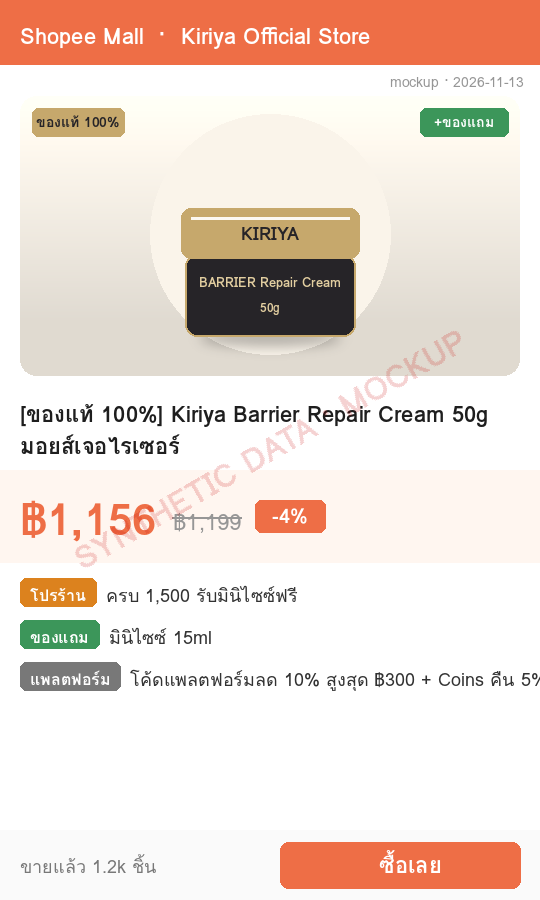 Shopee Mall · Kiriya Official Store
mockup · 2026-11-13
ของแท้ 100%
+ของแถม
KIRIYA
BARRIER Repair Cream
50g
[ของแท้ 100%] Kiriya Barrier Repair Cream 50g
มอยส์เจอไรเซอร์
SYNTHETIC DATA · MOCKUP
฿1,156 ฿1,199 -4%
โปรร้าน ครบ 1,500 รับมินิไซซ์ฟรี
ของแถม มินิไซซ์ 15ml
แพลตฟอร์ม โค้ดแพลตฟอร์มลด 10% สูงสุด ฿300 + Coins คืน 5%
ขายแล้ว 1.2k ชิ้น
ซื้อเลย